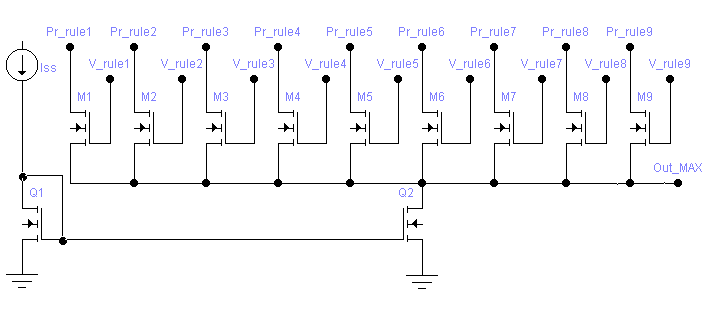 Pr_rule1 Pr_rule2 Pr_rule3 Pr_rule4 Pr_rule5 Pr_rule6 Pr_rule7 Pr_rule8 Pr_rule9
Iss V_rule1 V_rule2 V_rule3 V_rule4 V_rule5 V_rule6 V_rule7 V_rule8 V_rule9
M1 M2 M3 M4 M5 M6 M7 M8 M9
Out_MAX
Q1 Q2